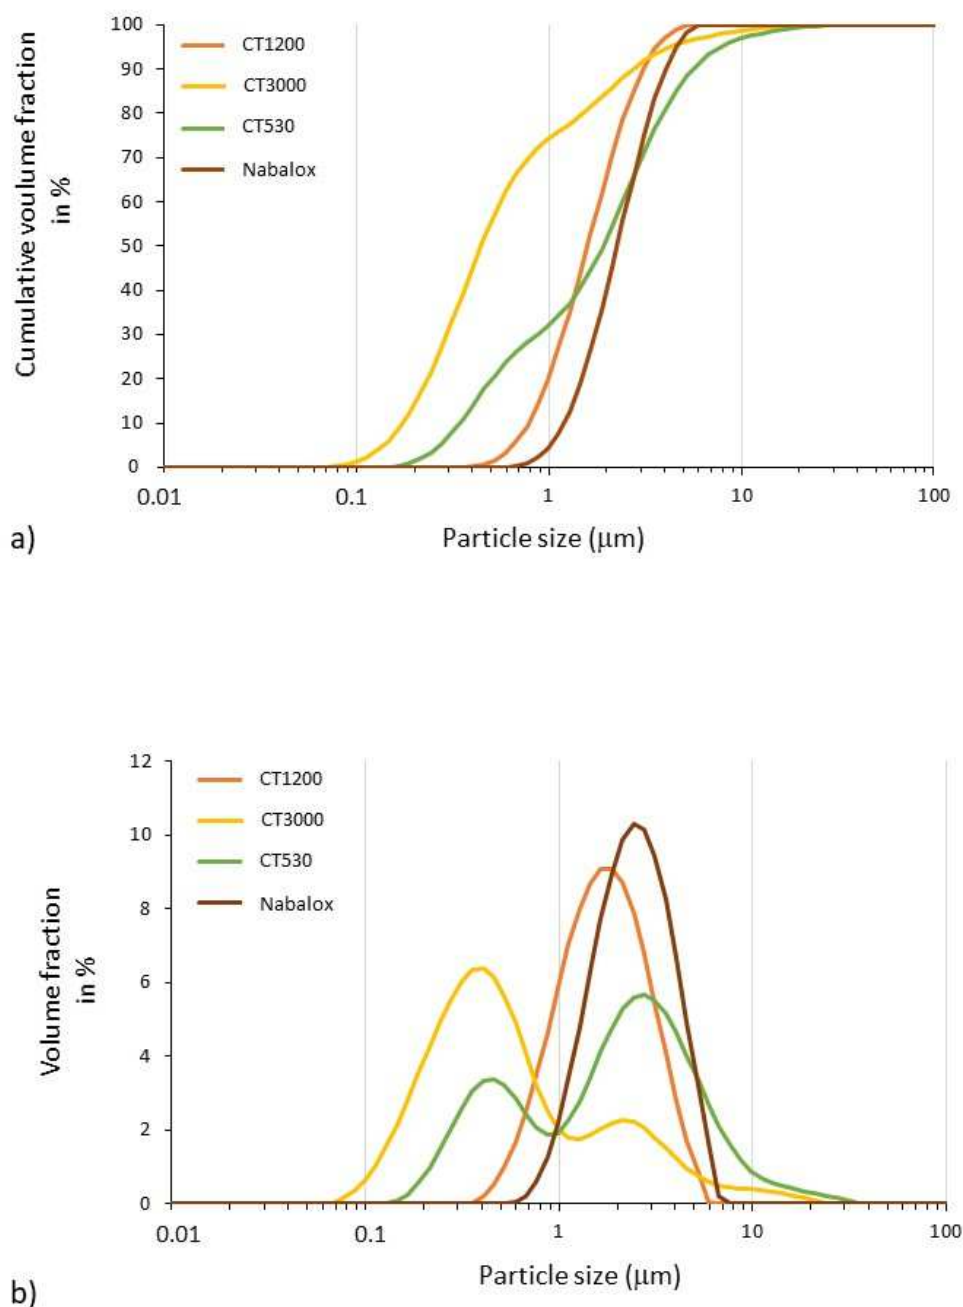 100
90
80
70
60
50
40
30
20
10
0
Cumulative voulume fraction
in %
CT1200
CT3000
CT530
Nabalox
0.01 0.1 1 10 100
Particle size (μm)
a)
12
10
8
6
4
2
0
Volume fraction
in %
CT1200
CT3000
CT530
Nabalox
0.01 0.1 1 10 100
Particle size (μm)
b)